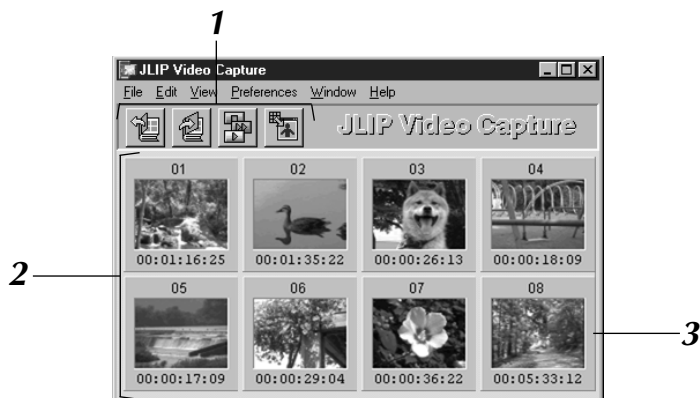 1
JLIP Video Capture
File Edit View Preferences Window Help
JLIP Video Capture
01 02 03 04
00:01:16:25 00:01:35:22 00:00:26:13 00:00:18:09
2
05 06 07 08
3
00:00:17:09 00:00:29:04 00:00:36:22 00:05:33:12